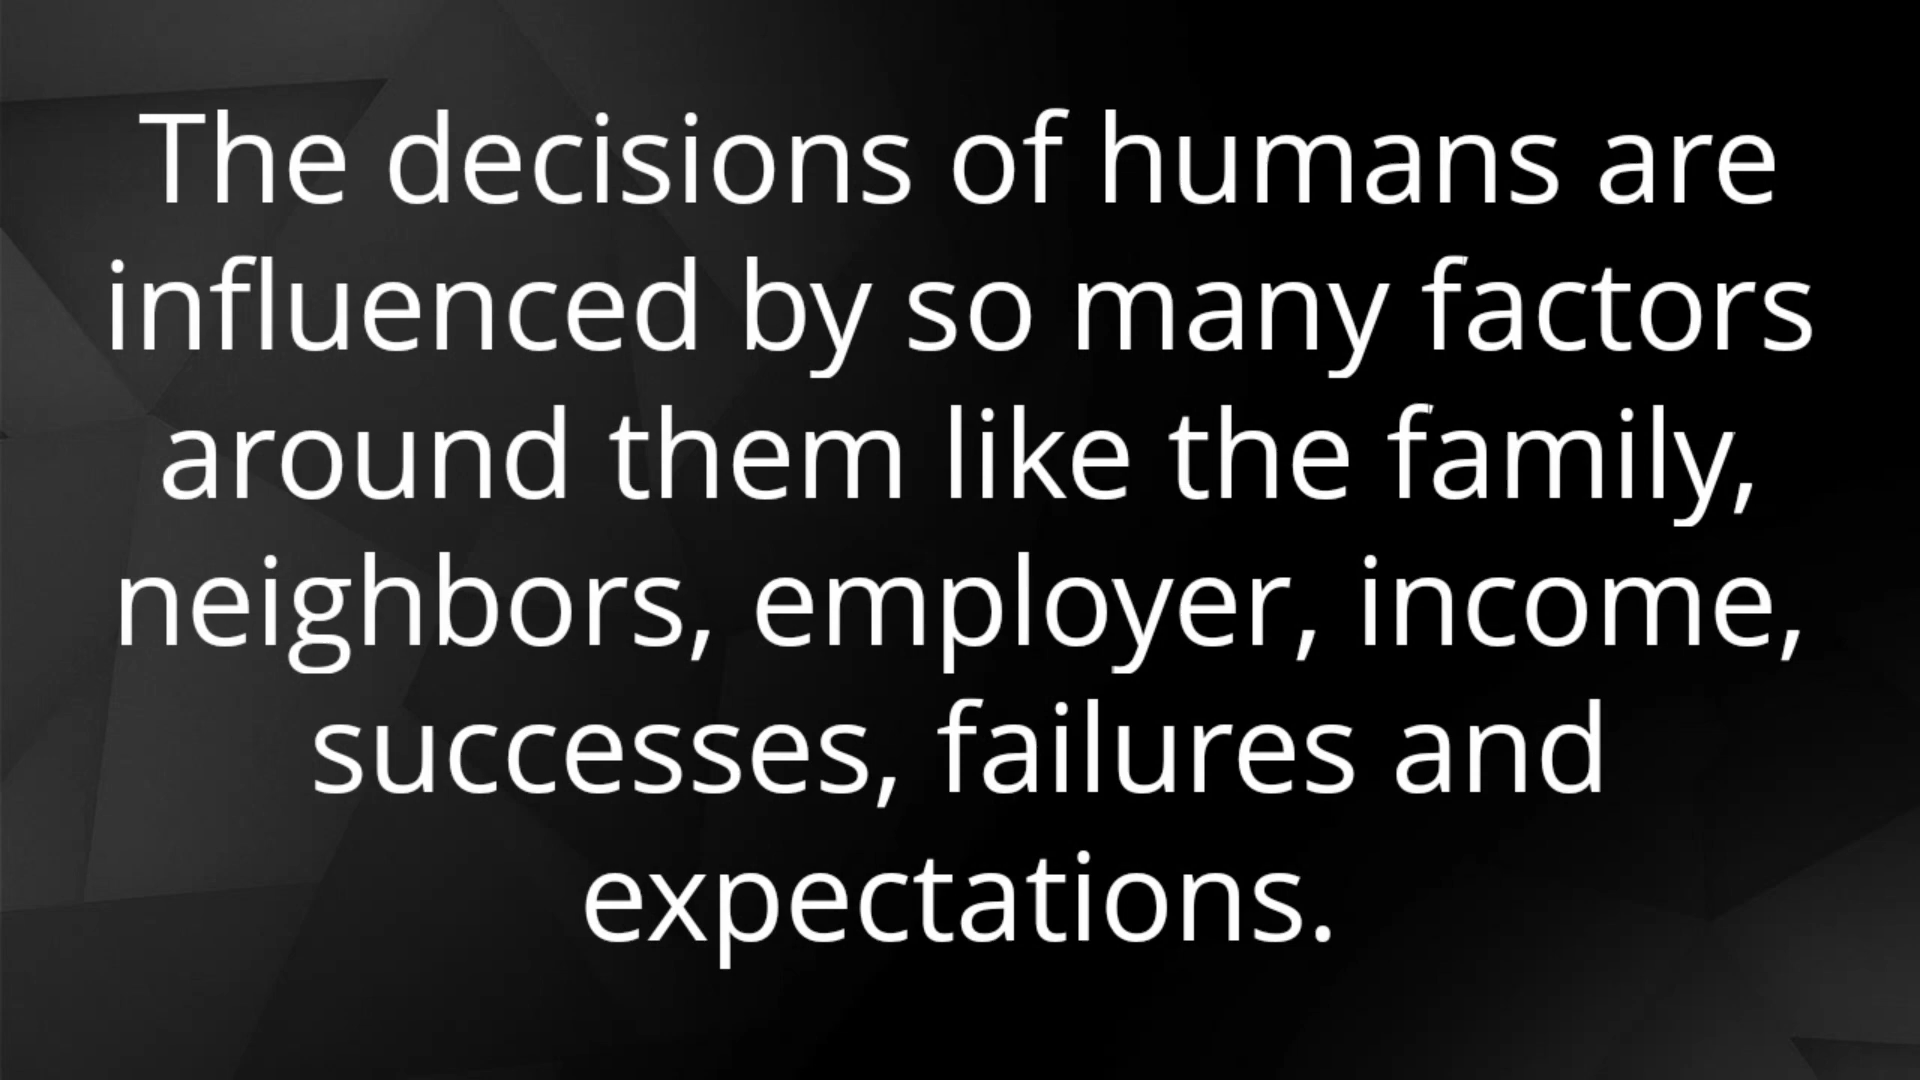 The decisions of humans are
influenced by so many factors
around them like the family,
neighbors, employer, income,
successes, failures and
expectations.